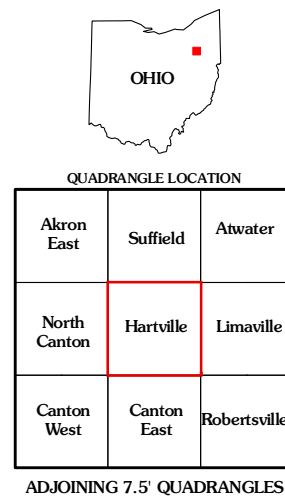 OHIO
QUADRANGLE LOCATION
Akron
East
Suffield
Atwater
North
Canton
Hartville
Limaville
Canton
West
Canton
East
Robertsville
ADJOINING 7.5' QUADRANGLES